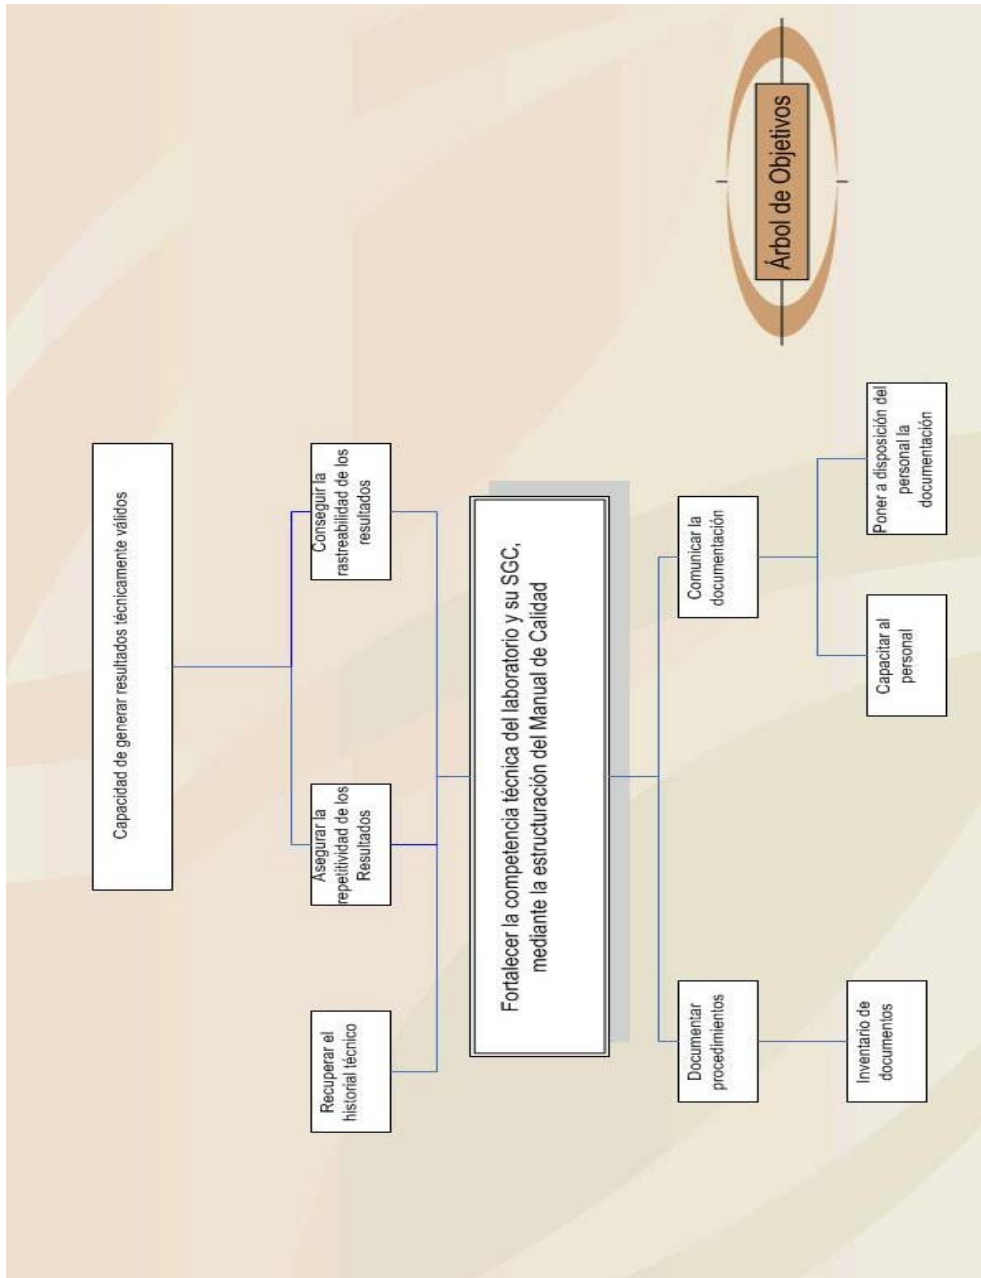 Capacidad de generar resultados técnicamente válidos
Recuperar el
historial técnico
Asegurar la
repetitividad de los
Resultados
Conseguir la
rastreabilidad de los
resultados
Fortalecer la competencia técnica del laboratorio y su SGC,
mediante la estructuración del Manual de Calidad
Documentar
procedimientos
Comunicar la
documentación
Inventario de
documentos
Capacitar al
personal
Poner a disposición del
personal la
documentación
Árbol de Objetivos